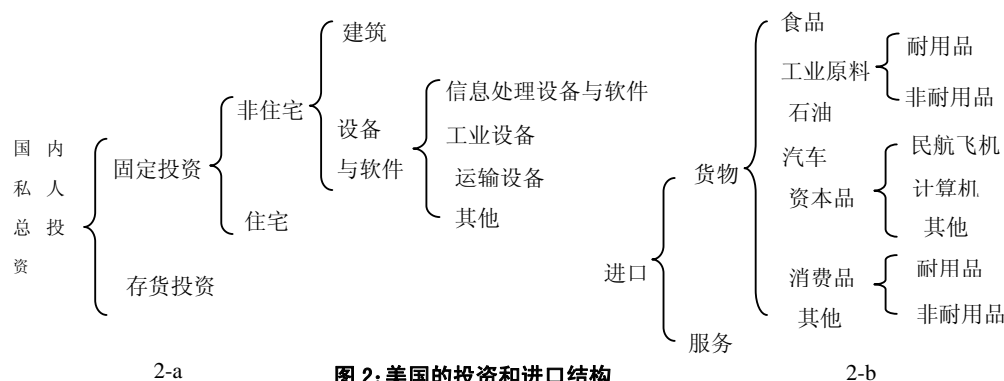 国内
私人
总投
资
固定投资
非住宅
建筑
设备
与软件
信息处理设备与软件
工业设备
运输设备
其他
住宅
存货投资
2-a
进口
货物
食品
工业原料
耐用品
非耐用品
石油
汽车
资本品
民航飞机
计算机
其他
消费品
耐用品
非耐用品
其他
服务
2-b
图 2:美国的投资和进口结构